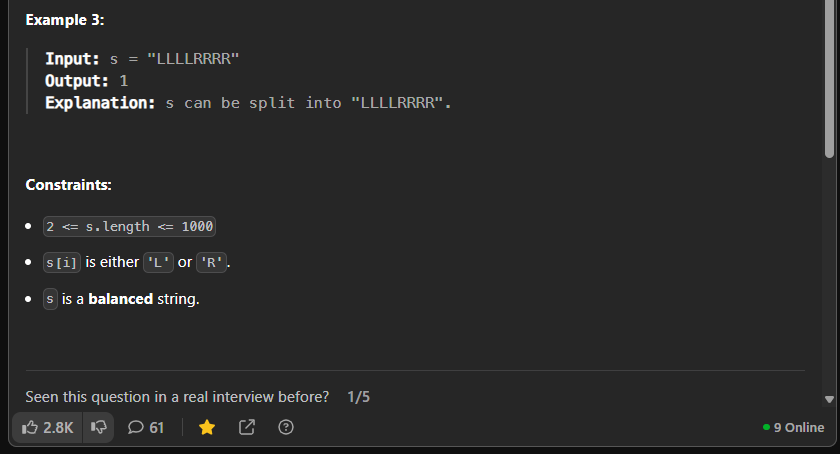 Example 3:
Input: s = "LLLLRRRR"
Output: 1
Explanation: s can be split into "LLLLRRRR".
Constraints:
2 <= s.length <= 1000
s[i] is either 'L' or 'R'.
s is a balanced string.
Seen this question in a real interview before? 1/5
2.8K 61 9 Online